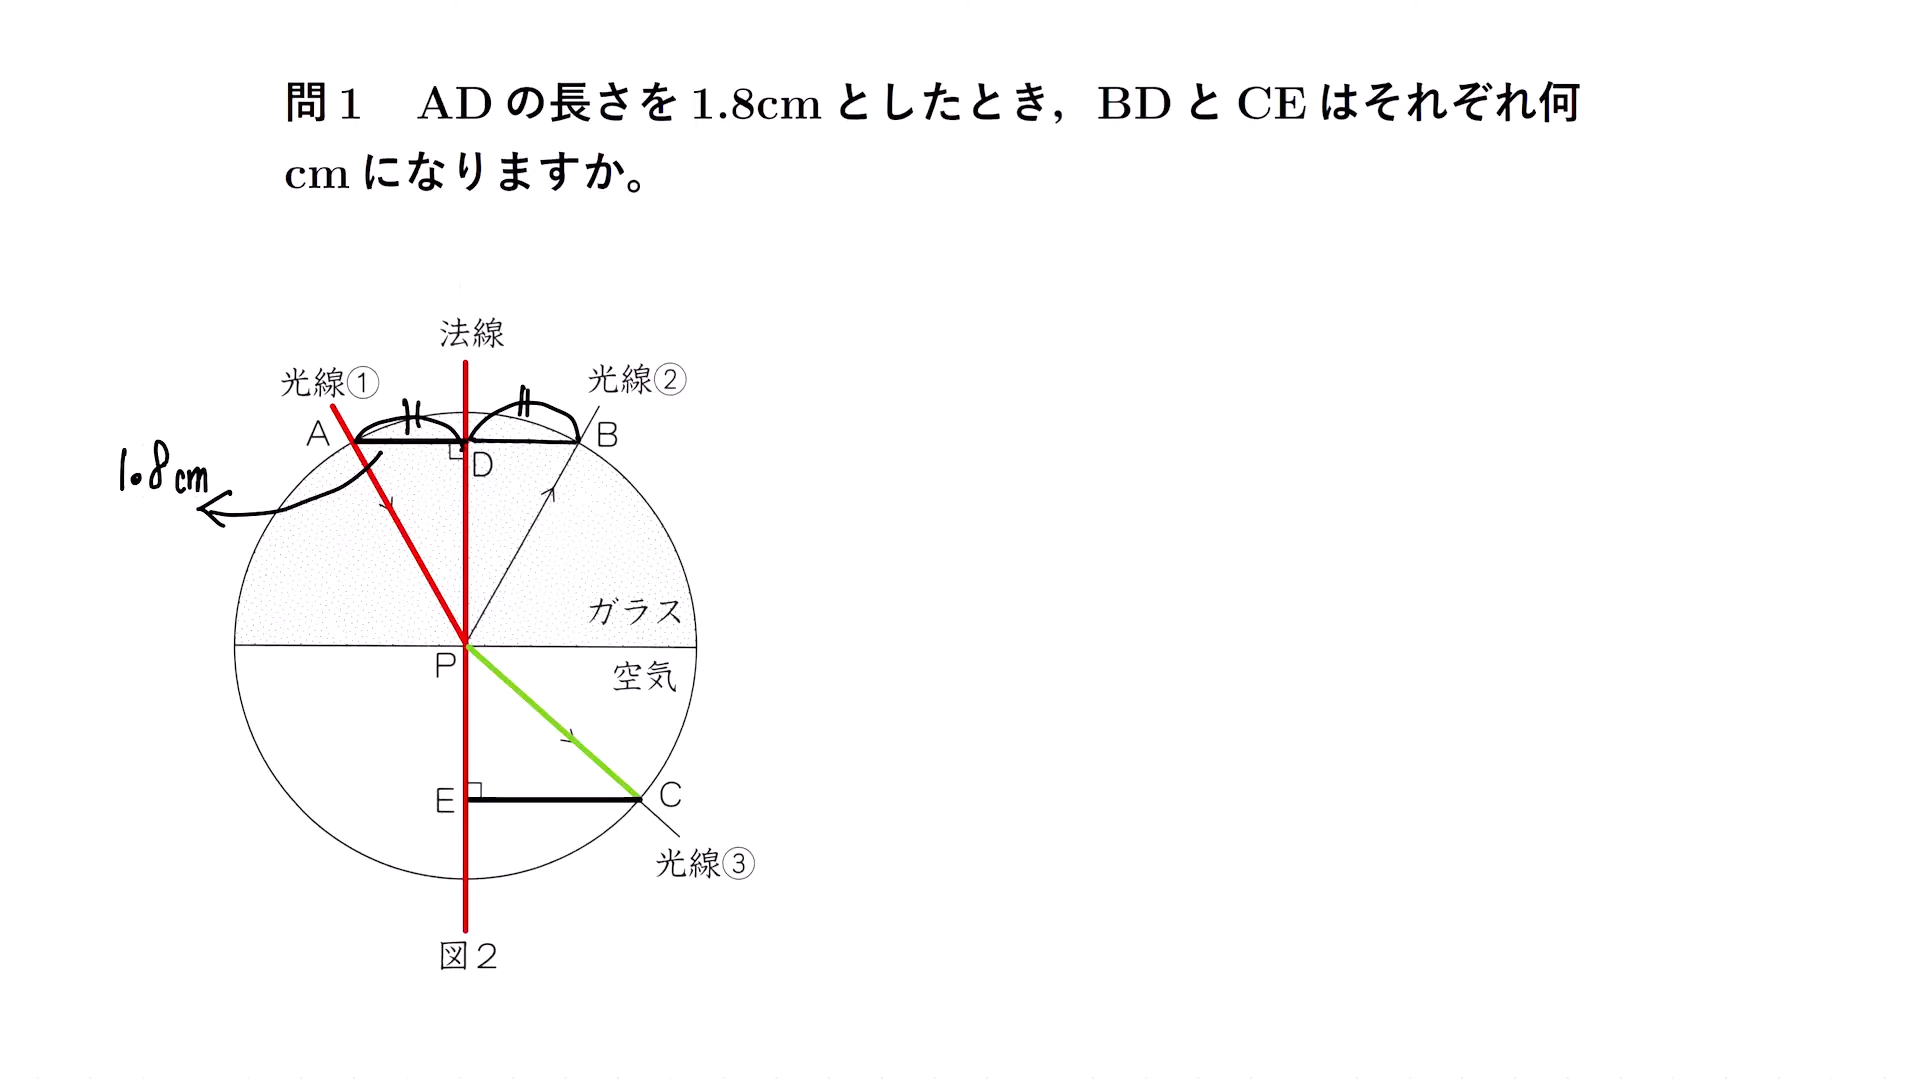 問1 ADの長さを1.8cmとしたとき，BDとCEはそれぞれ何
cmになりますか。
法線
光線①
光線②
A
B
D
1.8cm
ガラス
P
空気
E
C
光線③
図2